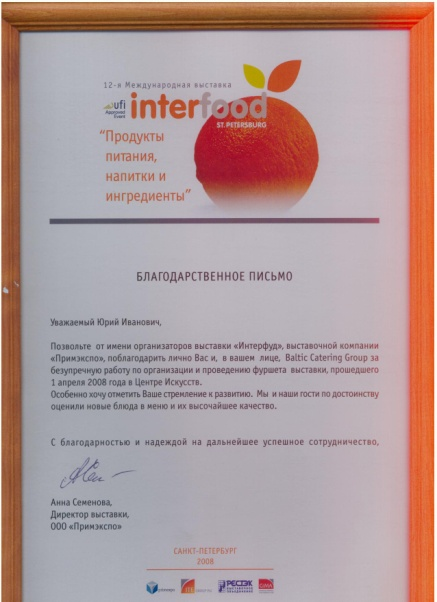 12-я Международная выставка
ufi
Approved
Event
interfood
ST. PETERSBURG
“Продукты
питания,
напитки и
ингредиенты”
БЛАГОДАРСТВЕННОЕ ПИСЬМО
Уважаемый Юрий Иванович,
Позвольте от имени организаторов выставки «Интерфуд», выставочной компании
«Примэкспо», поблагодарить лично Вас и, в вашем лице, Baltic Catering Group за
безупречную работу по организации и проведению фуршета выставки, прошедшего
1 апреля 2008 года в Центре Искусств.
Особенно хочу отметить Ваше стремление к развитию. Мы и наши гости по достоинству
оценили новые блюда в меню и их высочайшее качество.
С благодарностью и надеждой на дальнейшее успешное сотрудничество,
Анна Семенова,
Директор выставки,
ООО «Примэкспо»
САНКТ-ПЕТЕРБУРГ
2008
РЕСТЭК